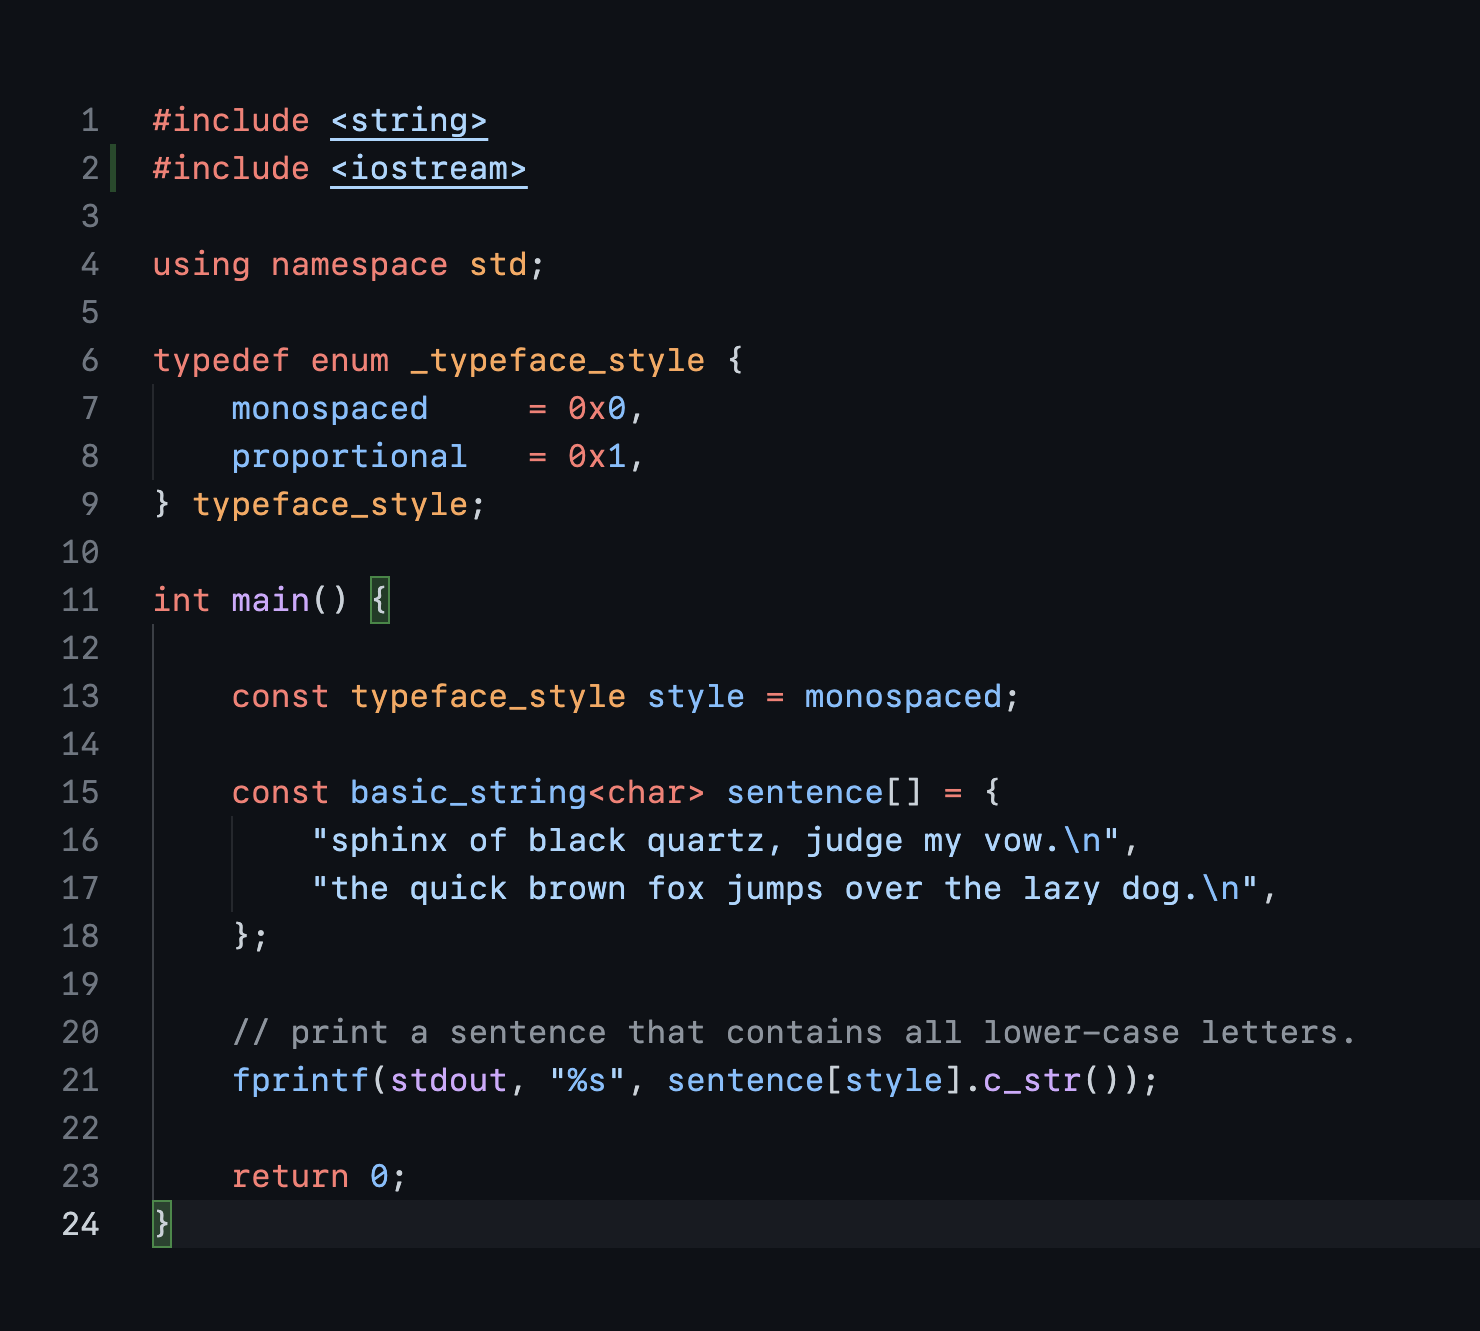 1 #include <string>
2 #include <iostream>
3
4 using namespace std;
5
6 typedef enum _typeface_style {
7     monospaced     = 0x0,
8     proportional   = 0x1,
9 } typeface_style;
10
11 int main() {
12
13     const typeface_style style = monospaced;
14
15     const basic_string<char> sentence[] = {
16         "sphinx of black quartz, judge my vow.\n",
17         "the quick brown fox jumps over the lazy dog.\n",
18     };
19
20     // print a sentence that contains all lower-case letters.
21     fprintf(stdout, "%s", sentence[style].c_str());
22
23     return 0;
24 }